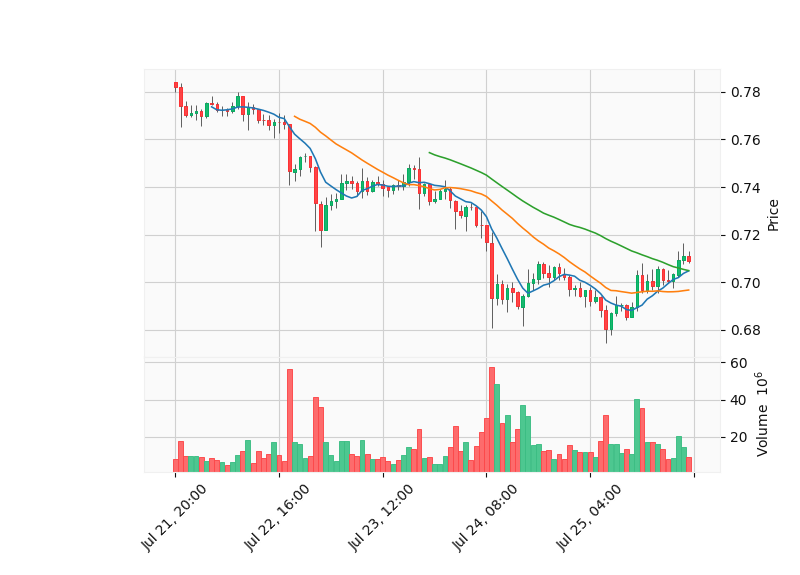 0.78
0.76
0.74
0.72
0.70
0.68
Price
60
40
20
Volume 10^6
Jul 21, 20:00
Jul 22, 16:00
Jul 23, 12:00
Jul 24, 08:00
Jul 25, 04:00